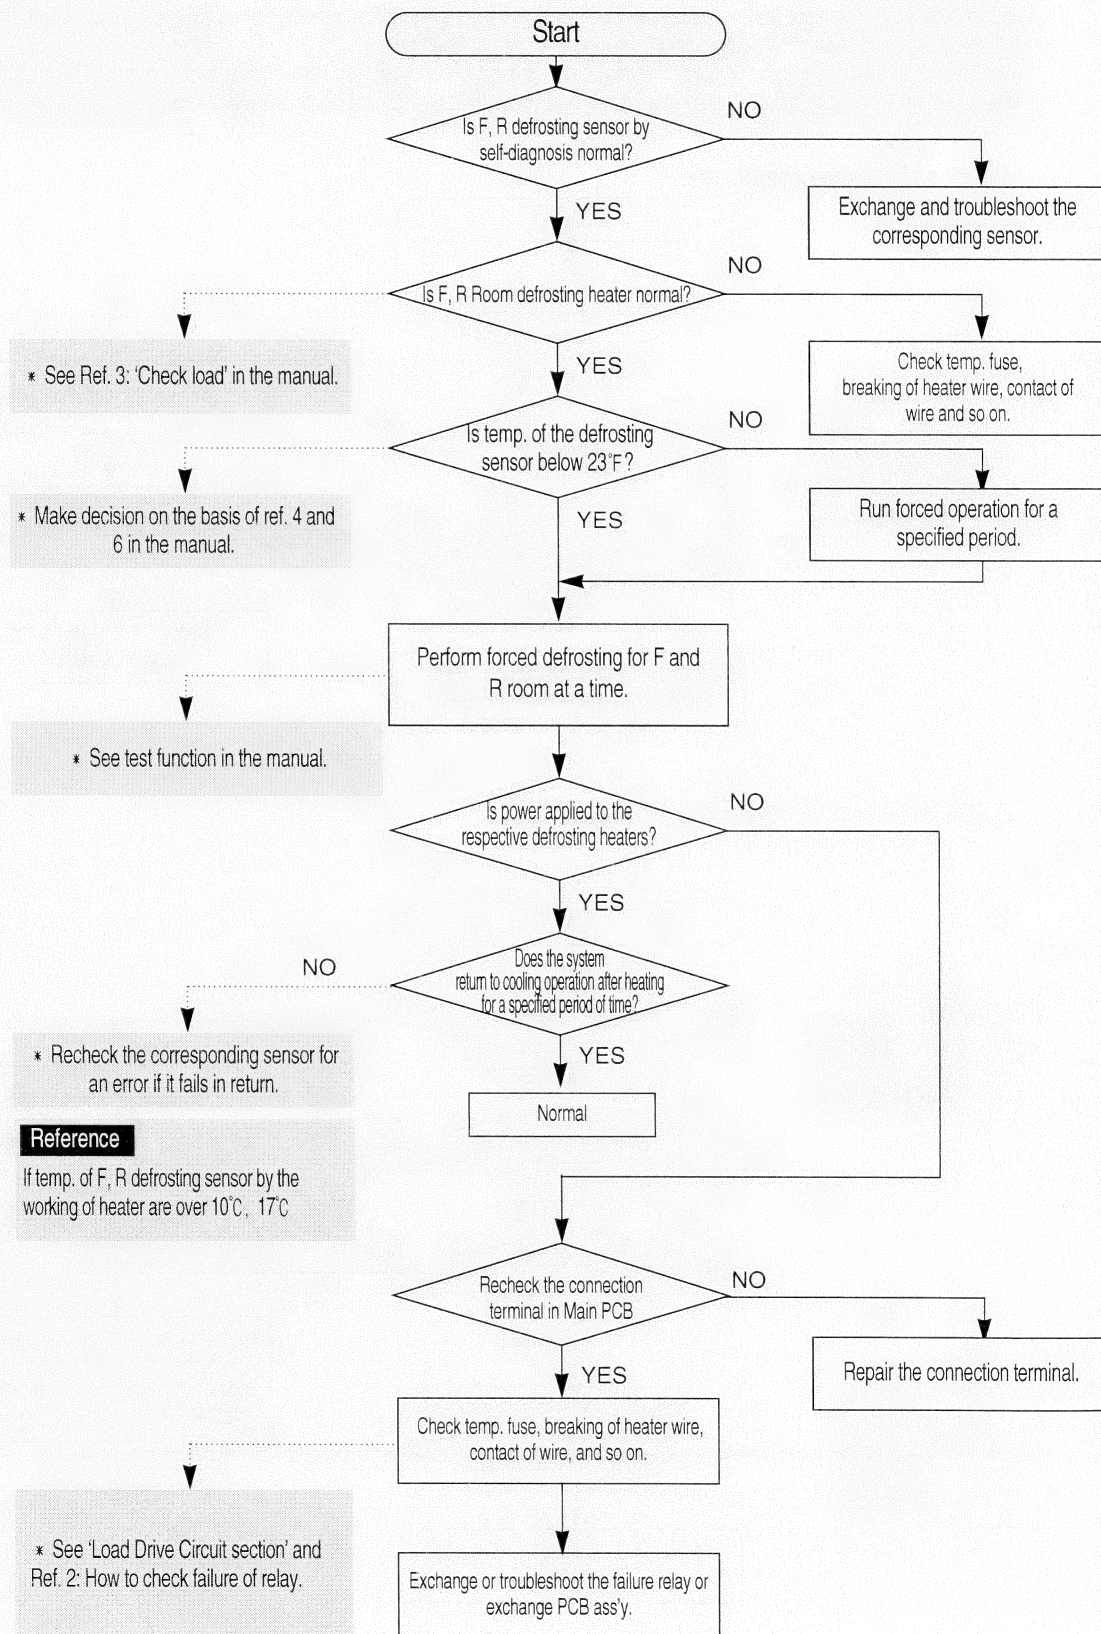 Start
Is F, R defrosting sensor by
self-diagnosis normal?
NO
YES
Exchange and troubleshoot the
corresponding sensor.
Is F, R Room defrosting heater normal?
NO
YES
* See Ref. 3: ‘Check load’ in the manual.
Check temp. fuse,
breaking of heater wire, contact of
wire and so on.
Is temp. of the defrosting
sensor below 23°F?
NO
YES
* Make decision on the basis of ref. 4 and
6 in the manual.
Run forced operation for a
specified period.
Perform forced defrosting for F and
R room at a time.
* See test function in the manual.
Is power applied to the
respective defrosting heaters?
NO
YES
Does the system
return to cooling operation after heating
for a specified period of time?
NO
YES
* Recheck the corresponding sensor for
an error if it fails in return.
Normal
Reference
If temp. of F, R defrosting sensor by the
working of heater are over 10°C, 17°C
Recheck the connection
terminal in Main PCB
NO
YES
Repair the connection terminal.
Check temp. fuse, breaking of heater wire,
contact of wire, and so on.
* See ‘Load Drive Circuit section’ and
Ref. 2: How to check failure of relay.
Exchange or troubleshoot the failure relay or
exchange PCB ass’y.